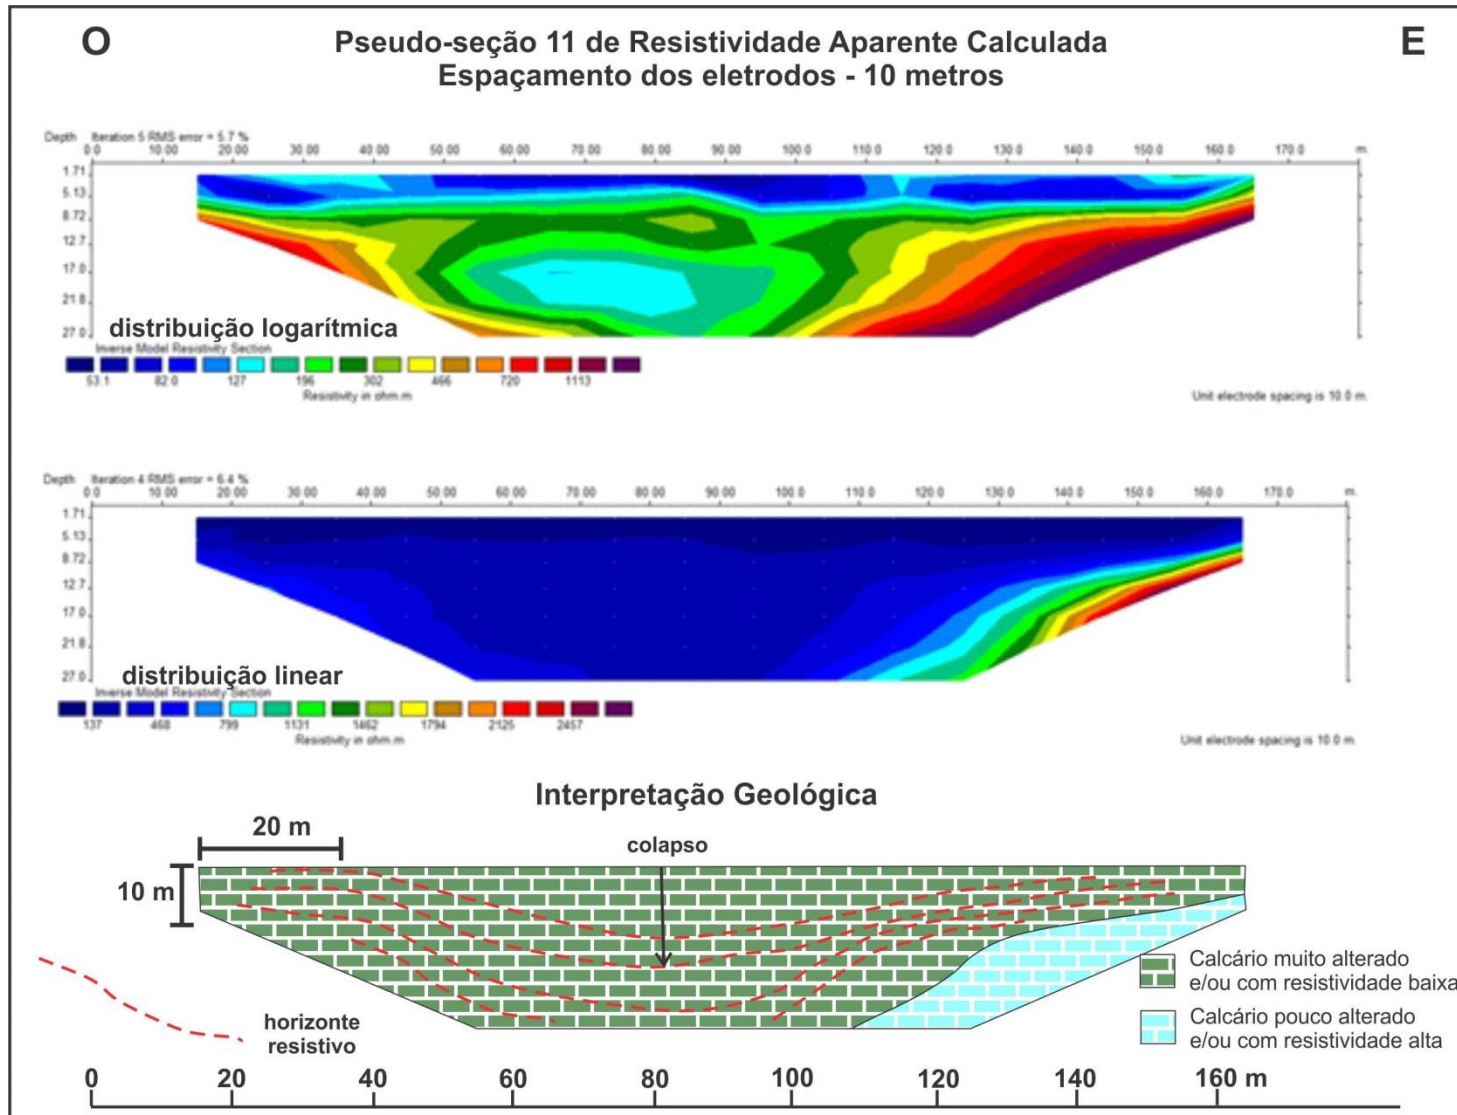 O
E
Pseudo-seção 11 de Resistividade Aparente Calculada
Espaçamento dos eletrodos - 10 metros
Depth Iteration 5 RMS error = 5.7 %
0.0 10.00 20.00 30.00 40.00 50.00 60.00 70.00 80.00 90.00 100.0 110.0 120.0 130.0 140.0 150.0 160.0 170.0 m.
1.71
5.13
8.72
12.7
17.0
21.8
27.0
distribuição logarítmica
Inverse Model Resistivity Section
53.1 82.0 127 196 302 466 720 1113
Resistivity in ohm.m
Unit electrode spacing is 10.0 m.
Depth Iteration 4 RMS error = 6.4 %
0.0 10.00 20.00 30.00 40.00 50.00 60.00 70.00 80.00 90.00 100.0 110.0 120.0 130.0 140.0 150.0 160.0 170.0 m.
1.71
5.13
8.72
12.7
17.0
21.8
27.0
distribuição linear
Inverse Model Resistivity Section
137 468 799 1131 1462 1794 2125 2457
Resistivity in ohm.m
Unit electrode spacing is 10.0 m.
Interpretação Geológica
20 m
colapso
10 m
Calcário muito alterado
e/ou com resistividade baixa
Calcário pouco alterado
e/ou com resistividade alta
horizonte
resistivo
0 20 40 60 80 100 120 140 160 m